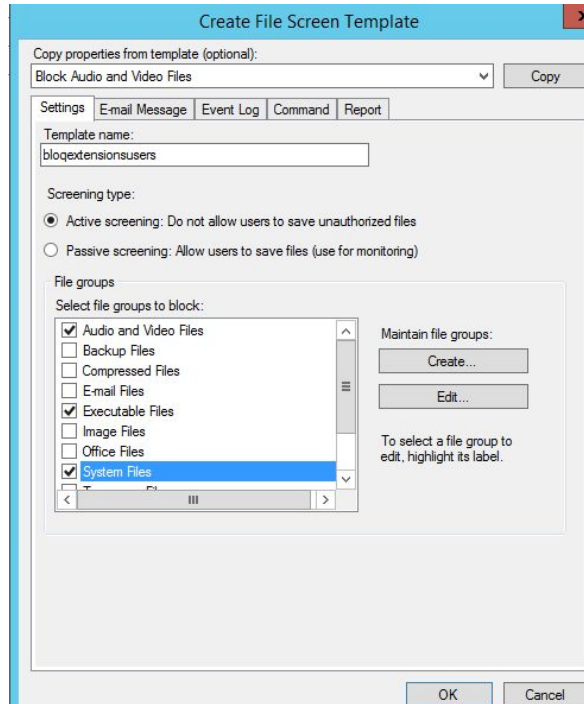 Create File Screen Template
Copy properties from template (optional):
Block Audio and Video Files
Copy
Settings E-mail Message Event Log Command Report
Template name:
bloqextensionsusers
Screening type:
Active screening: Do not allow users to save unauthorized files
Passive screening: Allow users to save files (use for monitoring)
File groups
Select file groups to block:
Audio and Video Files
Backup Files
Compressed Files
E-mail Files
Executable Files
Image Files
Office Files
System Files
Maintain file groups:
Create...
Edit...
To select a file group to
edit, highlight its label.
OK Cancel